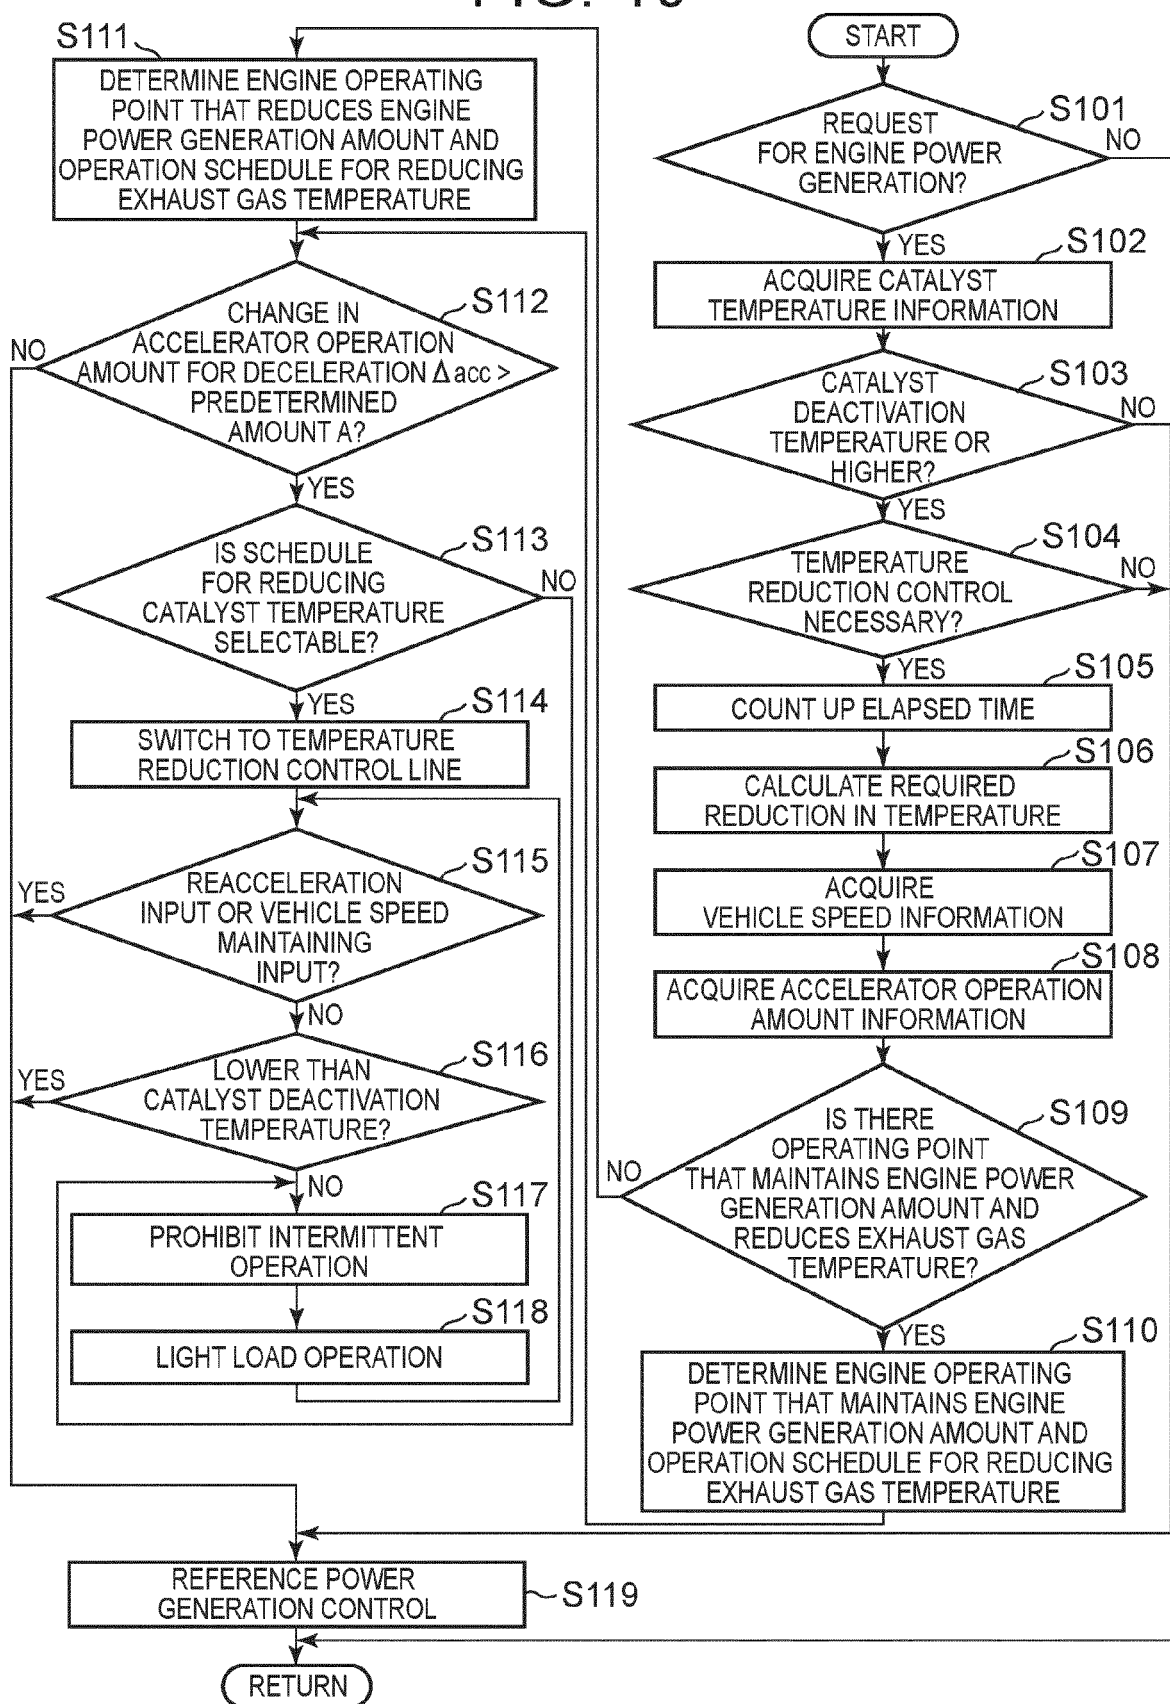 FIG.
START
S101
REQUEST
FOR ENGINE POWER
GENERATION?
NO
YES
S102
ACQUIRE CATALYST
TEMPERATURE INFORMATION
S103
CATALYST
DEACTIVATION
TEMPERATURE OR
HIGHER?
NO
YES
S104
TEMPERATURE
REDUCTION CONTROL
NECESSARY?
NO
YES
S105
COUNT UP ELAPSED TIME
S106
CALCULATE REQUIRED
REDUCTION IN TEMPERATURE
S107
ACQUIRE
VEHICLE SPEED INFORMATION
S108
ACQUIRE ACCELERATOR OPERATION
AMOUNT INFORMATION
S109
IS THERE
OPERATING POINT
THAT MAINTAINS ENGINE POWER
GENERATION AMOUNT AND
REDUCES EXHAUST GAS
TEMPERATURE?
NO
YES
S110
DETERMINE ENGINE OPERATING
POINT THAT MAINTAINS ENGINE
POWER GENERATION AMOUNT AND
OPERATION SCHEDULE FOR REDUCING
EXHAUST GAS TEMPERATURE
S111
DETERMINE ENGINE OPERATING
POINT THAT REDUCES ENGINE
POWER GENERATION AMOUNT AND
OPERATION SCHEDULE FOR REDUCING
EXHAUST GAS TEMPERATURE
S112
CHANGE IN
ACCELERATOR OPERATION
AMOUNT FOR DECELERATION Δacc >
PREDETERMINED
AMOUNT A?
NO
YES
S113
IS SCHEDULE
FOR REDUCING
CATALYST TEMPERATURE
SELECTABLE?
NO
YES
S114
SWITCH TO TEMPERATURE
REDUCTION CONTROL LINE
S115
REACCELERATION
INPUT OR VEHICLE SPEED
MAINTAINING
INPUT?
YES
NO
S116
LOWER THAN
CATALYST DEACTIVATION
TEMPERATURE?
YES
NO
S117
PROHIBIT INTERMITTENT
OPERATION
S118
LIGHT LOAD OPERATION
REFERENCE POWER
GENERATION CONTROL
S119
RETURN